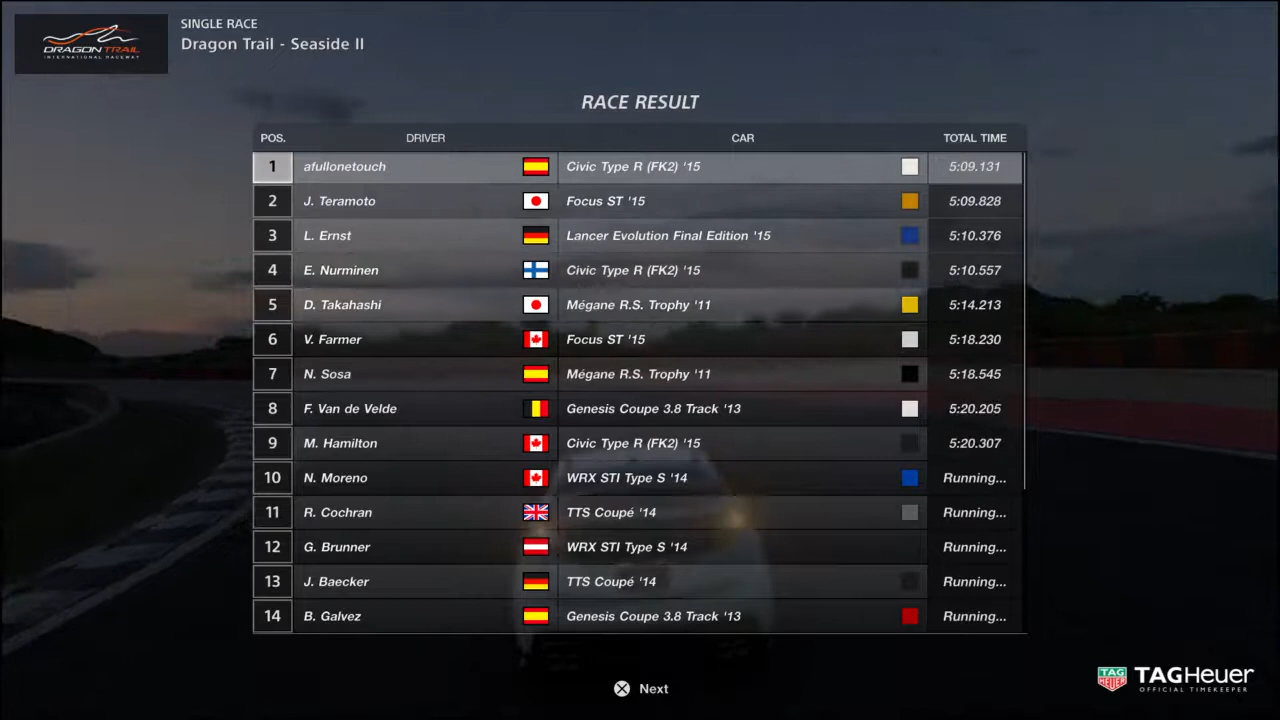 DRAGON TRAIL
INTERNATIONAL RACEWAY
SINGLE RACE
Dragon Trail - Seaside II
RACE RESULT
POS. DRIVER CAR TOTAL TIME
1 afullonetouch Civic Type R (FK2) '15 5:09.131
2 J. Teramoto Focus ST '15 5:09.828
3 L. Ernst Lancer Evolution Final Edition '15 5:10.376
4 E. Nurminen Civic Type R (FK2) '15 5:10.557
5 D. Takahashi Mégane R.S. Trophy '11 5:14.213
6 V. Farmer Focus ST '15 5:18.230
7 N. Sosa Mégane R.S. Trophy '11 5:18.545
8 F. Van de Velde Genesis Coupe 3.8 Track '13 5:20.205
9 M. Hamilton Civic Type R (FK2) '15 5:20.307
10 N. Moreno WRX STI Type S '14 Running...
11 R. Cochran TTS Coupé '14 Running...
12 G. Brunner WRX STI Type S '14 Running...
13 J. Baecker TTS Coupé '14 Running...
14 B. Galvez Genesis Coupe 3.8 Track '13 Running...
TAG HEUER TAGHeuer
OFFICIAL TIMEKEEPER
Next